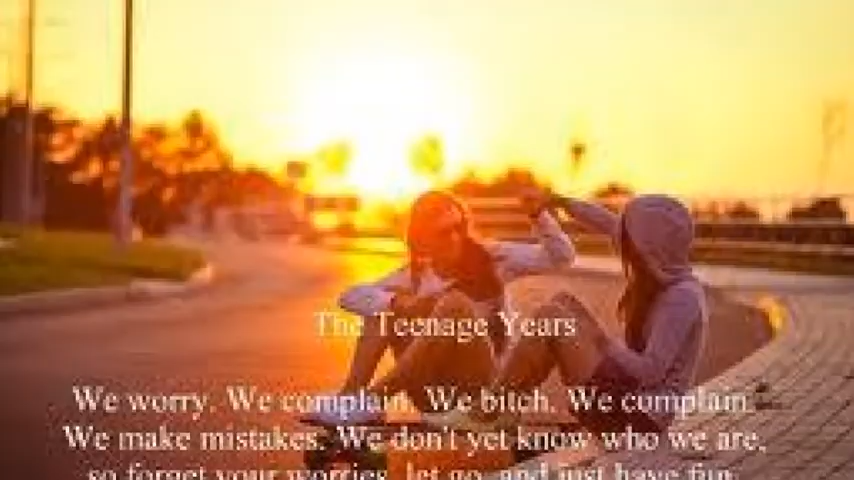 The Teenage Years
We worry. We complain. We bitch. We complain.
We make mistakes. We don't yet know who we are,
so forget your worries, let go, and just have fun.